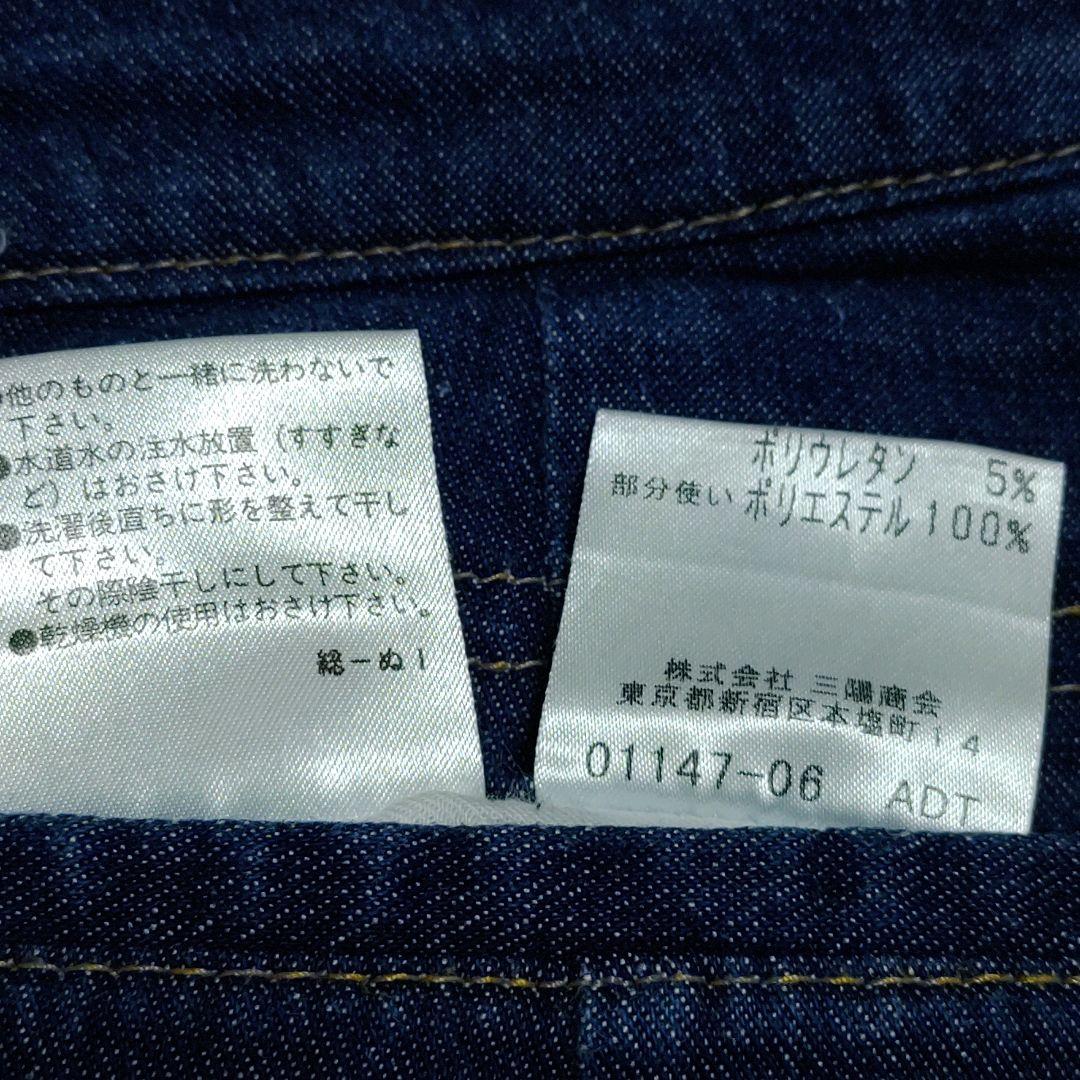 ●他のものと一緒に洗わないで
下さい。
●水道水の注水放置(すすぎな
ど)はおさけ下さい。
●洗濯後直ちに形を整えて干し
て下さい。
その際陰干しにして下さい。
●乾燥機の使用はおさけ下さい。
綿-ぬ1
ポリウレタン 5%
部分使い ポリエステル 100%
株式会社 三陽商会
東京都新宿区本塩町14
01147-06 ADT